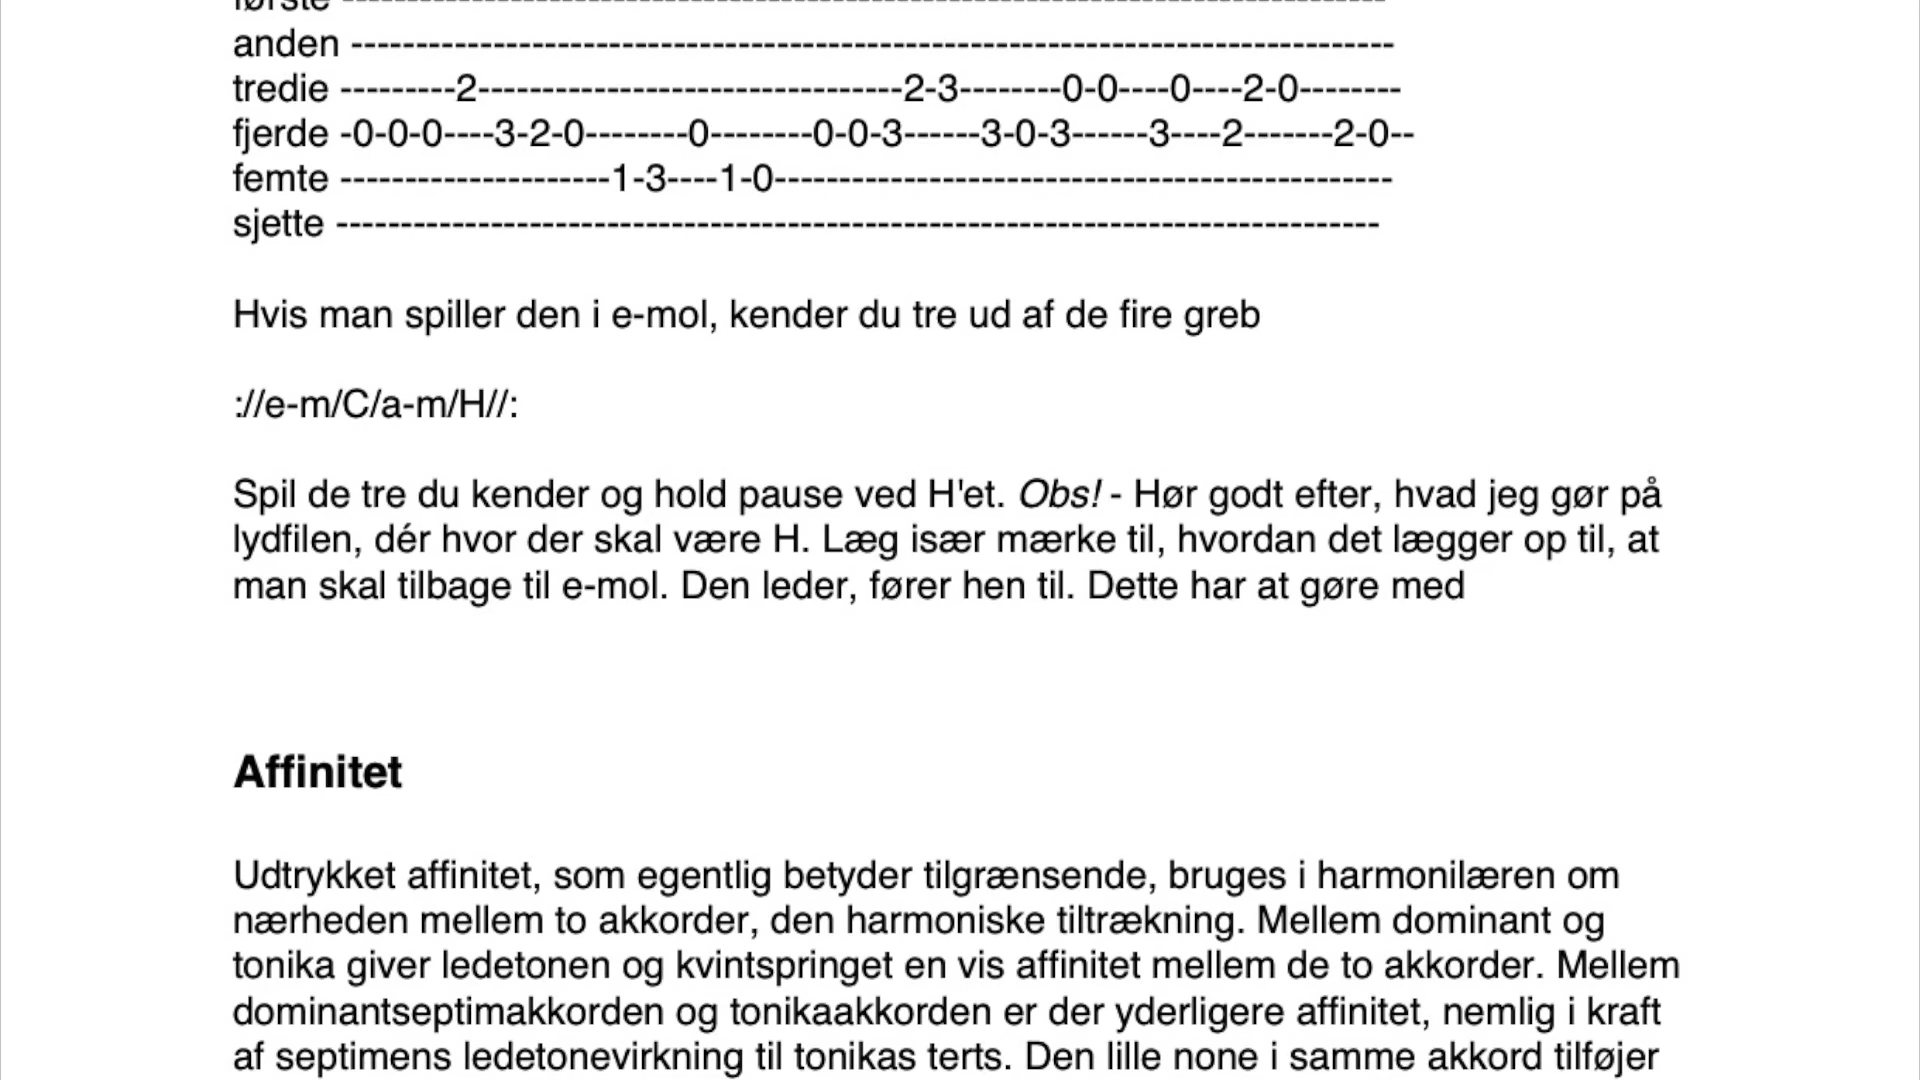 første ---------------------------------------------------------------------------------
anden ---------------------------------------------------------------------------------
tredie ---------2---------------------------------2-3--------0-0----0----2-0--------
fjerde -0-0-0----3-2-0--------0--------0-0-3------3-0-3------3----2-------2-0--
femte ---------------------1-3----1-0------------------------------------------------
sjette ---------------------------------------------------------------------------------
Hvis man spiller den i e-mol, kender du tre ud af de fire greb
://e-m/C/a-m/H//:
Spil de tre du kender og hold pause ved H'et. Obs! - Hør godt efter, hvad jeg gør på
lydfilen, dér hvor der skal være H. Læg især mærke til, hvordan det lægger op til, at
man skal tilbage til e-mol. Den leder, fører hen til. Dette har at gøre med
Affinitet
Udtrykket affinitet, som egentlig betyder tilgrænsende, bruges i harmonilæren om
nærheden mellem to akkorder, den harmoniske tiltrækning. Mellem dominant og
tonika giver ledetonen og kvintspringet en vis affinitet mellem de to akkorder. Mellem
dominantseptimakkorden og tonikaakkorden er der yderligere affinitet, nemlig i kraft
af septimens ledetonevirkning til tonikas terts. Den lille none i samme akkord tilføjer